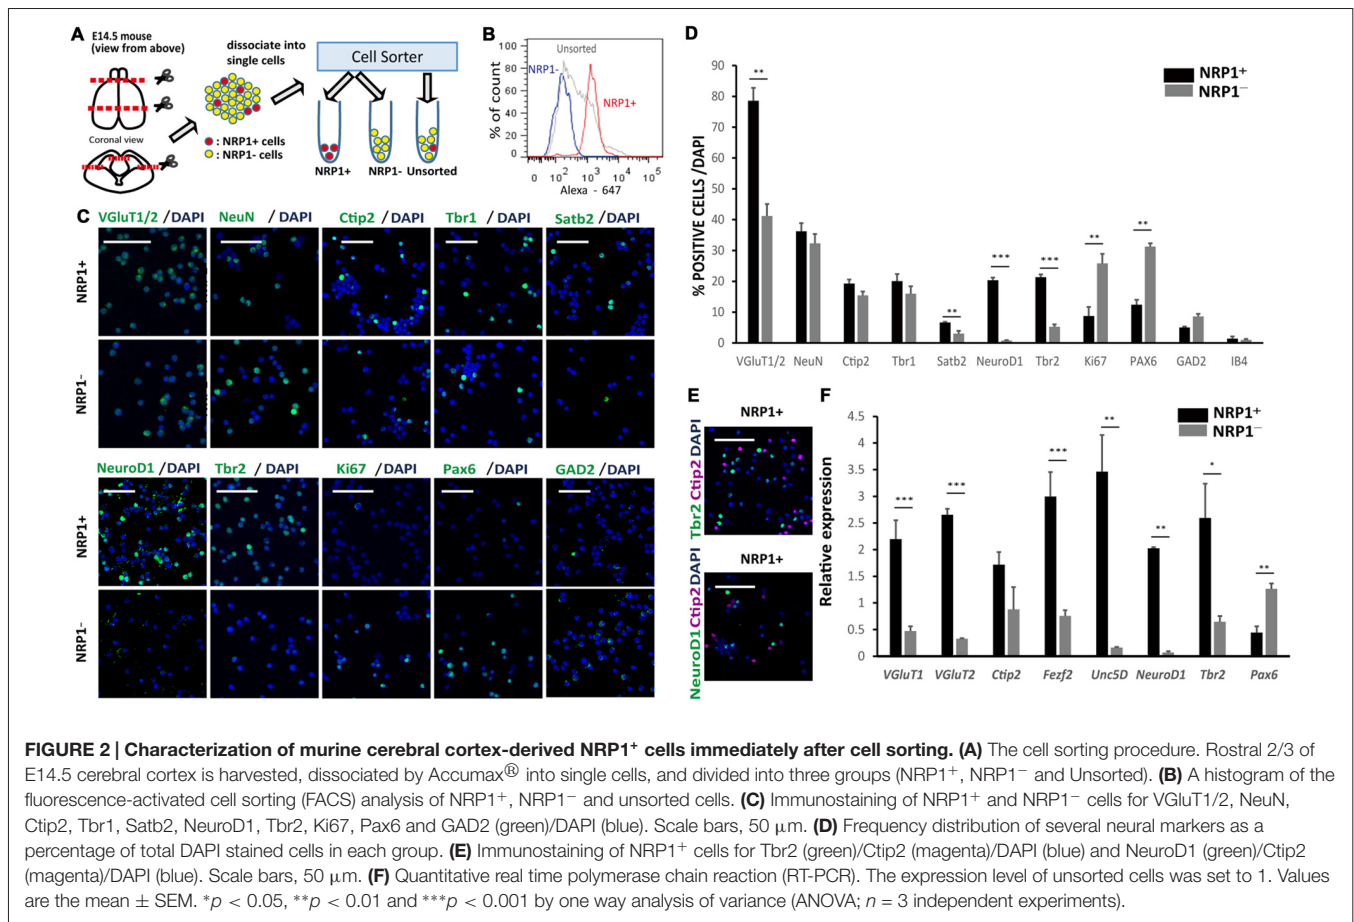 A
E14.5 mouse
(view from above)
Coronal view
dissociate into
single cells
: NRP1+ cells
: NRP1- cells
Cell Sorter
NRP1+ NRP1- Unsorted
B
Unsorted
NRP1-
NRP1+
% of count
100
80
60
40
20
0
0 10² 10³ 10⁴ 10⁵
Alexa - 647
C
VGluT1/2 /DAPI NeuN /DAPI Ctip2 /DAPI Tbr1 /DAPI Satb2 /DAPI
NRP1+
NRP1-
NeuroD1 /DAPI Tbr2 /DAPI Ki67 /DAPI Pax6 /DAPI GAD2 /DAPI
NRP1+
NRP1-
D
% POSITIVE CELLS /DAPI
90
80
70
60
50
40
30
20
10
0
NRP1⁺
NRP1⁻
** ** *** *** ** **
VGluT1/2 NeuN Ctip2 Tbr1 Satb2 NeuroD1 Tbr2 Ki67 PAX6 GAD2 IB4
E
NRP1+
Tbr2 Ctip2 DAPI
NRP1+
NeuroD1 Ctip2 DAPI
F
Relative expression
4.5
4
3.5
3
2.5
2
1.5
1
0.5
0
NRP1⁺
NRP1⁻
*** *** *** ** ** * **
VGluT1 VGluT2 Ctip2 Fezf2 Unc5D NeuroD1 Tbr2 Pax6
FIGURE 2 | Characterization of murine cerebral cortex-derived NRP1⁺ cells immediately after cell sorting. (A) The cell sorting procedure. Rostral 2/3 of
E14.5 cerebral cortex is harvested, dissociated by Accumax® into single cells, and divided into three groups (NRP1⁺, NRP1⁻ and Unsorted). (B) A histogram of the
fluorescence-activated cell sorting (FACS) analysis of NRP1⁺, NRP1⁻ and unsorted cells. (C) Immunostaining of NRP1⁺ and NRP1⁻ cells for VGluT1/2, NeuN,
Ctip2, Tbr1, Satb2, NeuroD1, Tbr2, Ki67, Pax6 and GAD2 (green)/DAPI (blue). Scale bars, 50 μm. (D) Frequency distribution of several neural markers as a
percentage of total DAPI stained cells in each group. (E) Immunostaining of NRP1⁺ cells for Tbr2 (green)/Ctip2 (magenta)/DAPI (blue) and NeuroD1 (green)/Ctip2
(magenta)/DAPI (blue). Scale bars, 50 μm. (F) Quantitative real time polymerase chain reaction (RT-PCR). The expression level of unsorted cells was set to 1. Values
are the mean ± SEM. *p < 0.05, **p < 0.01 and ***p < 0.001 by one way analysis of variance (ANOVA; n = 3 independent experiments).